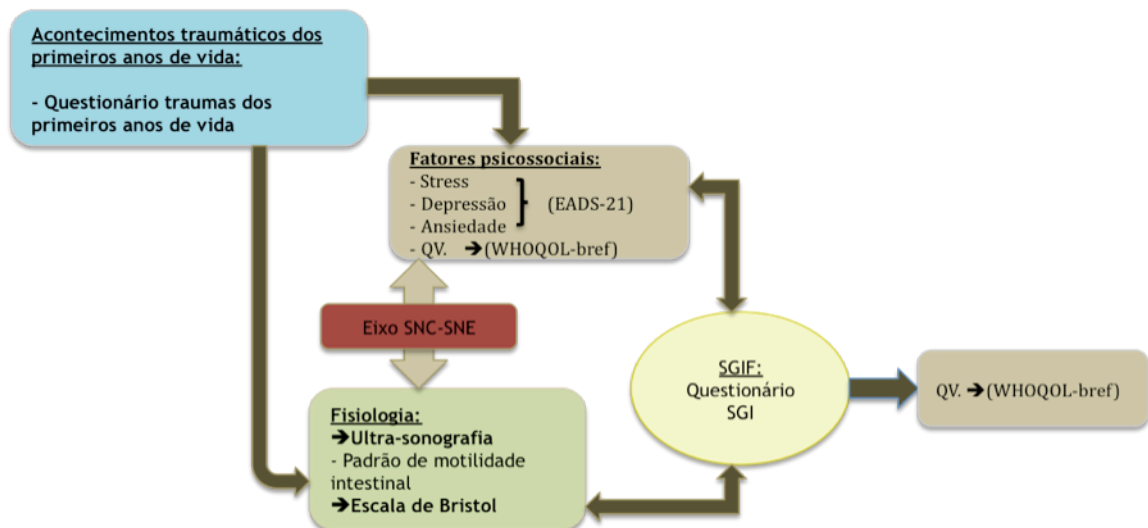 Acontecimentos traumáticos dos
primeiros anos de vida:
- Questionário traumas dos
primeiros anos de vida
Fatores psicossociais:
- Stress
- Depressão
- Ansiedade
(EADS-21)
- QV. ➔(WHOQOL-bref)
Eixo SNC-SNE
Fisiologia:
➔Ultra-sonografia
- Padrão de motilidade
intestinal
➔Escala de Bristol
SGIF:
Questionário
SGI
QV. ➔(WHOQOL-bref)